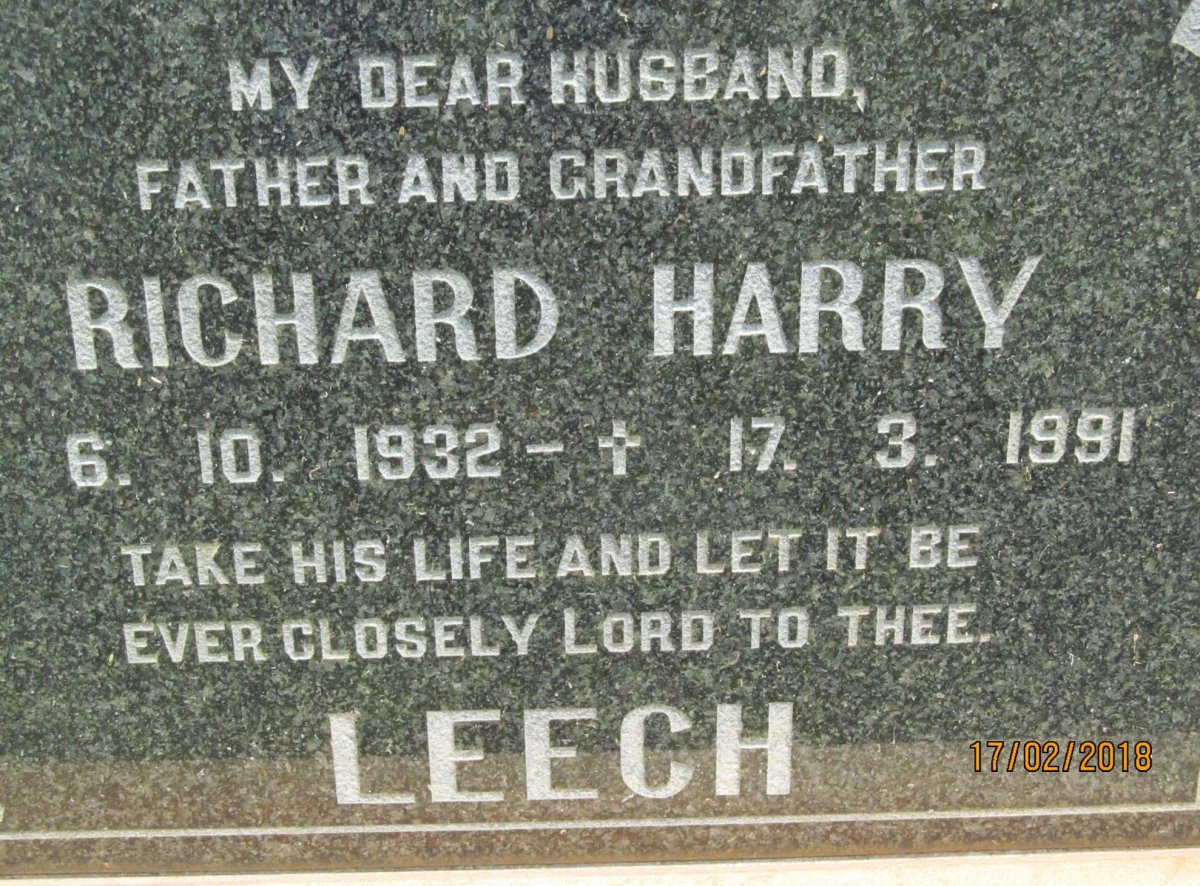 MY DEAR HUSBAND,
FATHER AND GRANDFATHER
RICHARD HARRY
6. 10. 1932 - ✝ 17. 3. 1991
TAKE HIS LIFE AND LET IT BE
EVER CLOSELY LORD TO THEE.
LEECH
17/02/2018